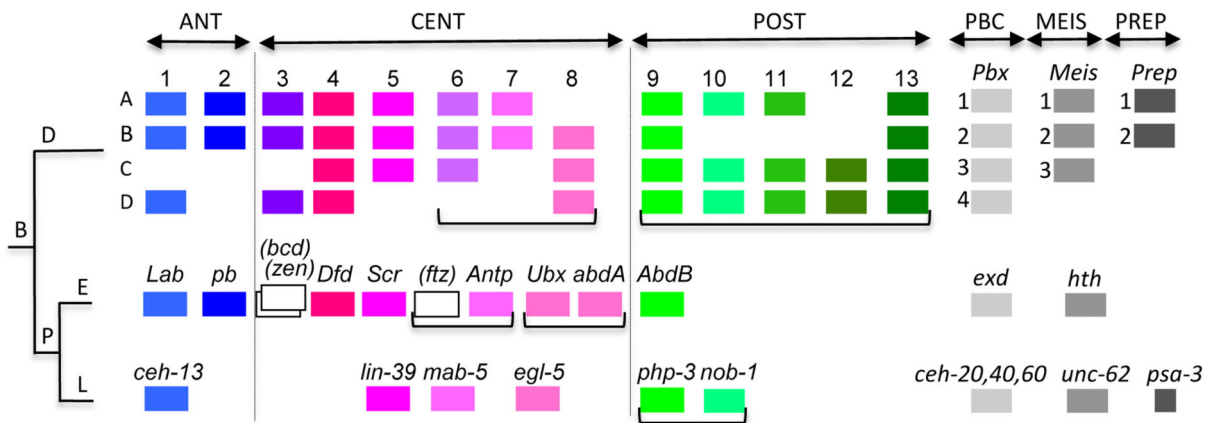 ANT CENT POST PBC MEIS PREP
1 2 3 4 5 6 7 8 9 10 11 12 13 Pbx Meis Prep
A 1 1 1
D B 2 2 2
C 3 3
D 4
B
(bcd)
(zen)
Lab pb Dfd Scr (ftz) Antp Ubx abdA AbdB exd hth
E
P
ceh-13 lin-39 mab-5 egl-5 php-3 nob-1 ceh-20,40,60 unc-62 psa-3
L